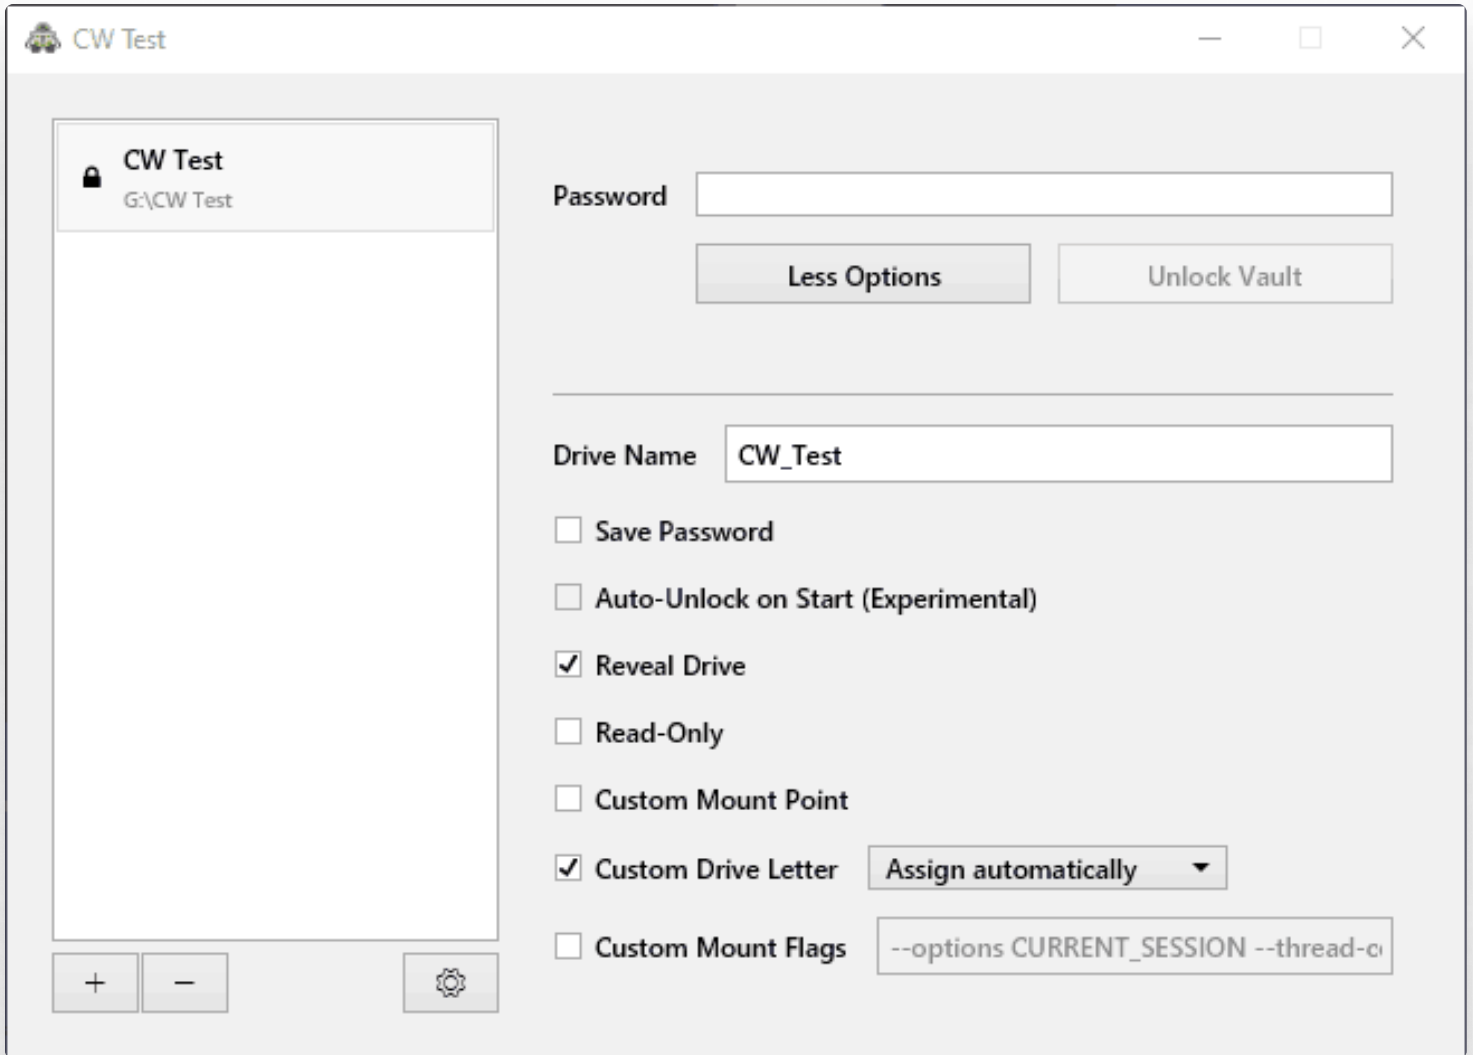 CW Test
CW Test
G:\CW Test
Password
Less Options
Unlock Vault
Drive Name
CW_Test
Save Password
Auto-Unlock on Start (Experimental)
Reveal Drive
Read-Only
Custom Mount Point
Custom Drive Letter
Assign automatically
Custom Mount Flags
--options CURRENT_SESSION
+
−